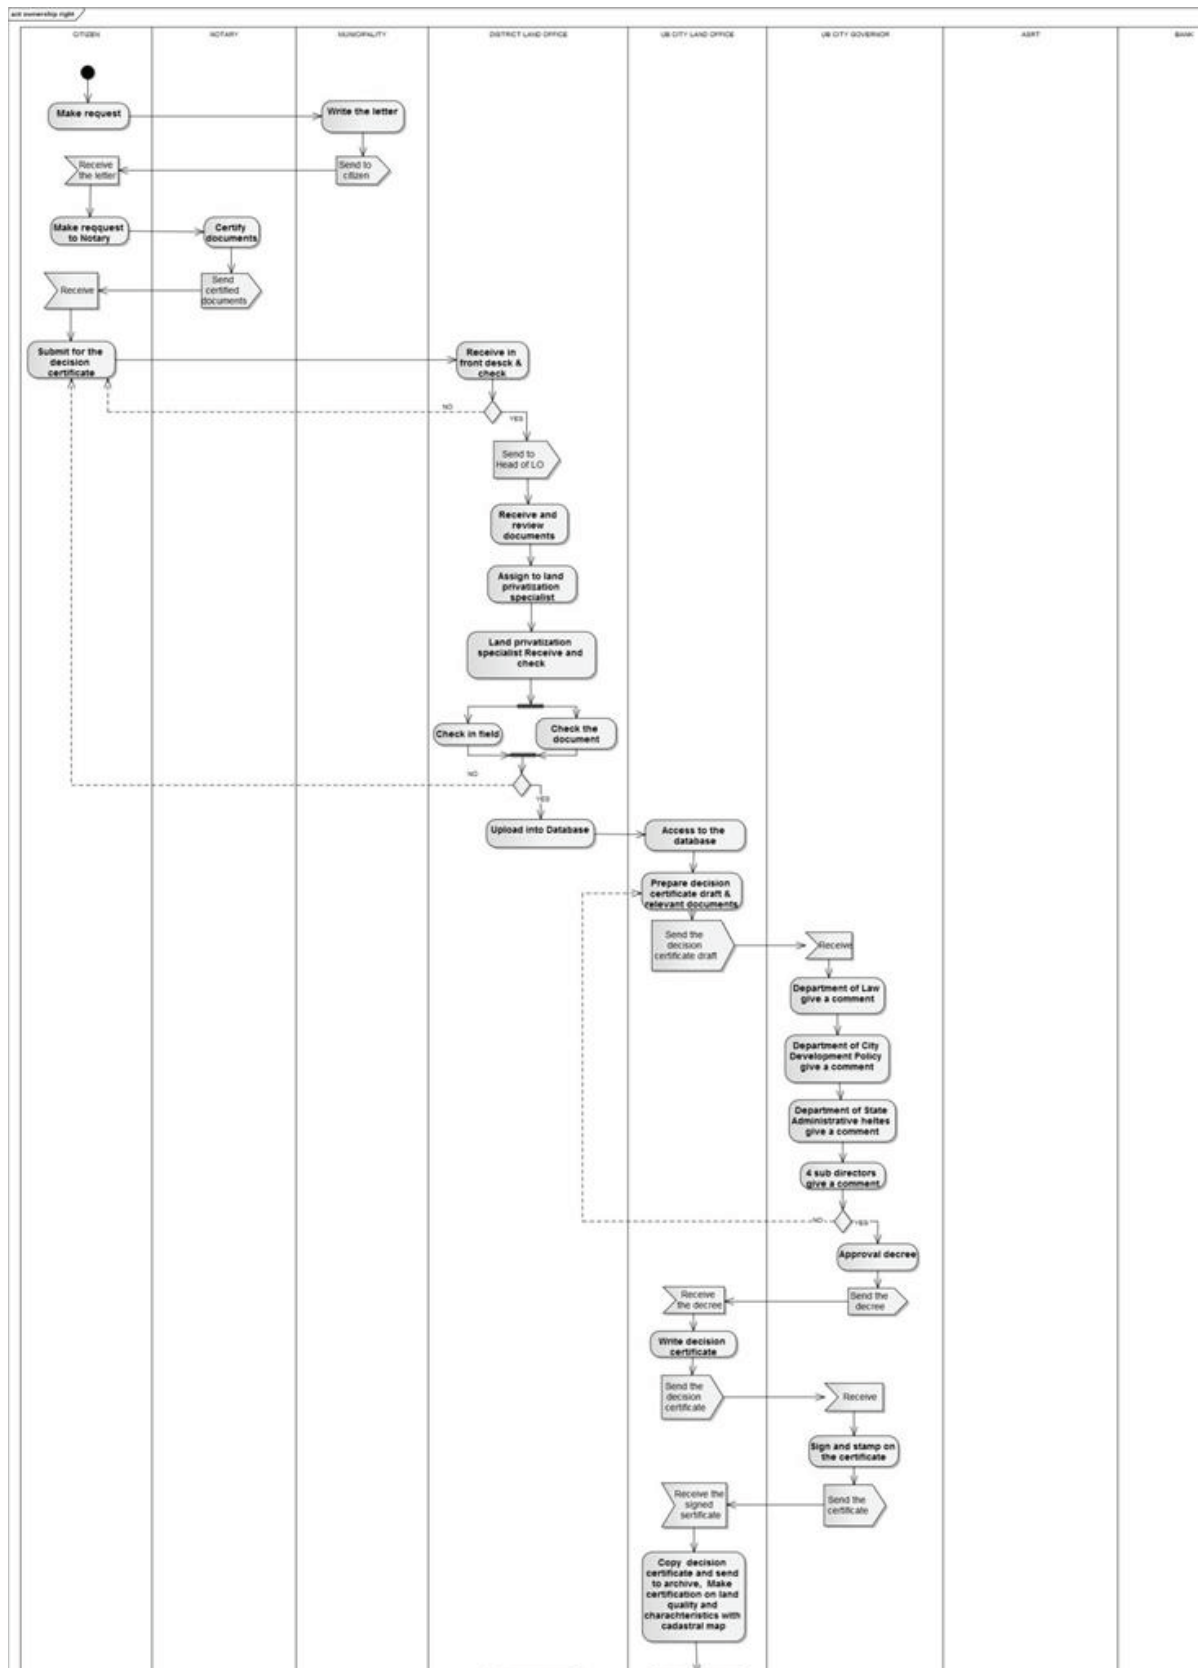 act ownership right
CITIZEN
NOTARY
MUNICIPALITY
DISTRICT LAND OFFICE
UB CITY LAND OFFICE
UB CITY GOVERNOR
ASRT
BANK
Make request
Write the letter
Receive
the letter
Send to
citizen
Make reqquest
to Notary
Certify
documents
Receive
Send
certified
documents
Submit for the
decision
certificate
Receive in
front desck &
check
NO
YES
Send to
Head of LO
Receive and
review
documents
Assign to land
privatization
specialist
Land privatization
specialist Receive and
check
Check in field
Check the
document
NO
YES
Upload into Database
Access to the
database
Prepare decision
certificate draft &
relevant documents
Send the
decision
certificate draft
Receive
Department of Law
give a comment
Department of City
Development Policy
give a comment
Department of State
Administrative heltes
give a comment
4 sub directors
give a comment
NO
YES
Approval decree
Receive
the decree
Send the
decree
Write decision
certificate
Send the
decision
certificate
Receive
Sign and stamp on
the certificate
Receive the
signed
sertificate
Send the
certificate
Copy decision
certificate and send
to archive, Make
certification on land
quality and
charachteristics with
cadastral map